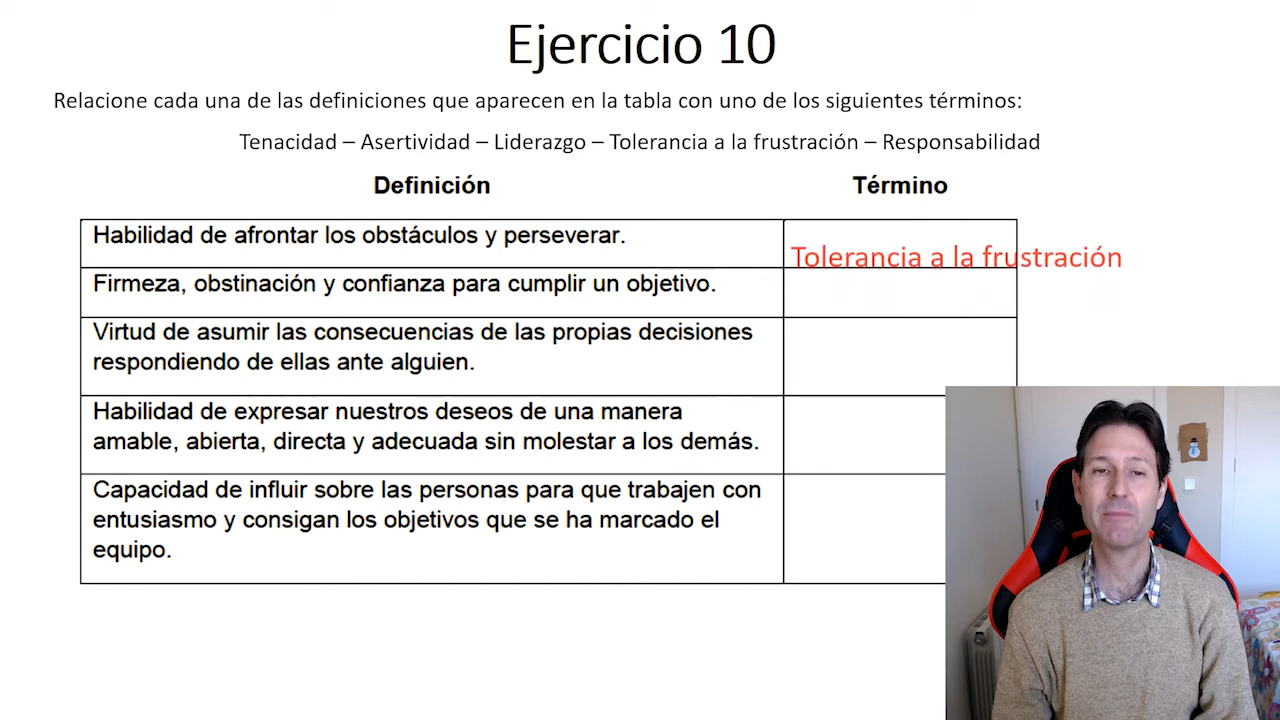 Ejercicio 10
Relacione cada una de las definiciones que aparecen en la tabla con uno de los siguientes términos:
Tenacidad – Asertividad – Liderazgo – Tolerancia a la frustración – Responsabilidad
Definición Término
Habilidad de afrontar los obstáculos y perseverar.
Tolerancia a la frustración
Firmeza, obstinación y confianza para cumplir un objetivo.
Virtud de asumir las consecuencias de las propias decisiones
respondiendo de ellas ante alguien.
Habilidad de expresar nuestros deseos de una manera
amable, abierta, directa y adecuada sin molestar a los demás.
Capacidad de influir sobre las personas para que trabajen con
entusiasmo y consigan los objetivos que se ha marcado el
equipo.